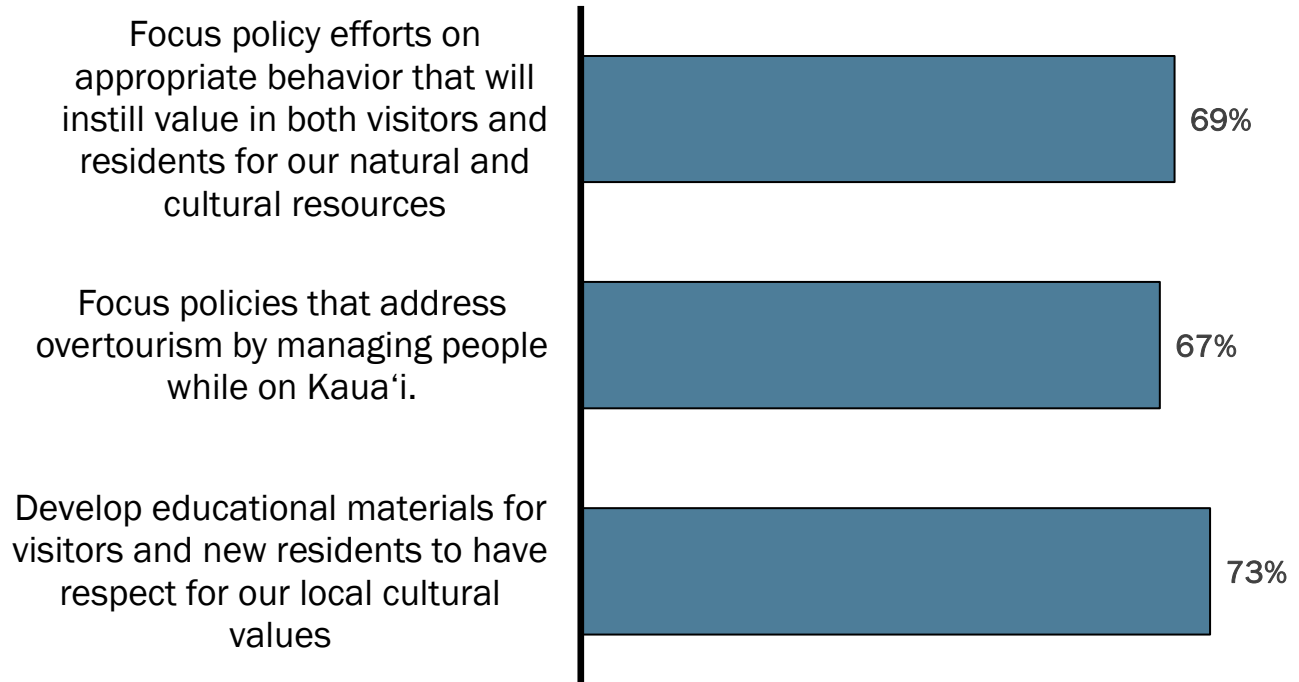 Focus policy efforts on
appropriate behavior that will
instill value in both visitors and
residents for our natural and
cultural resources
69%
Focus policies that address
overtourism by managing people
while on Kauaʻi.
67%
Develop educational materials for
visitors and new residents to have
respect for our local cultural
values
73%